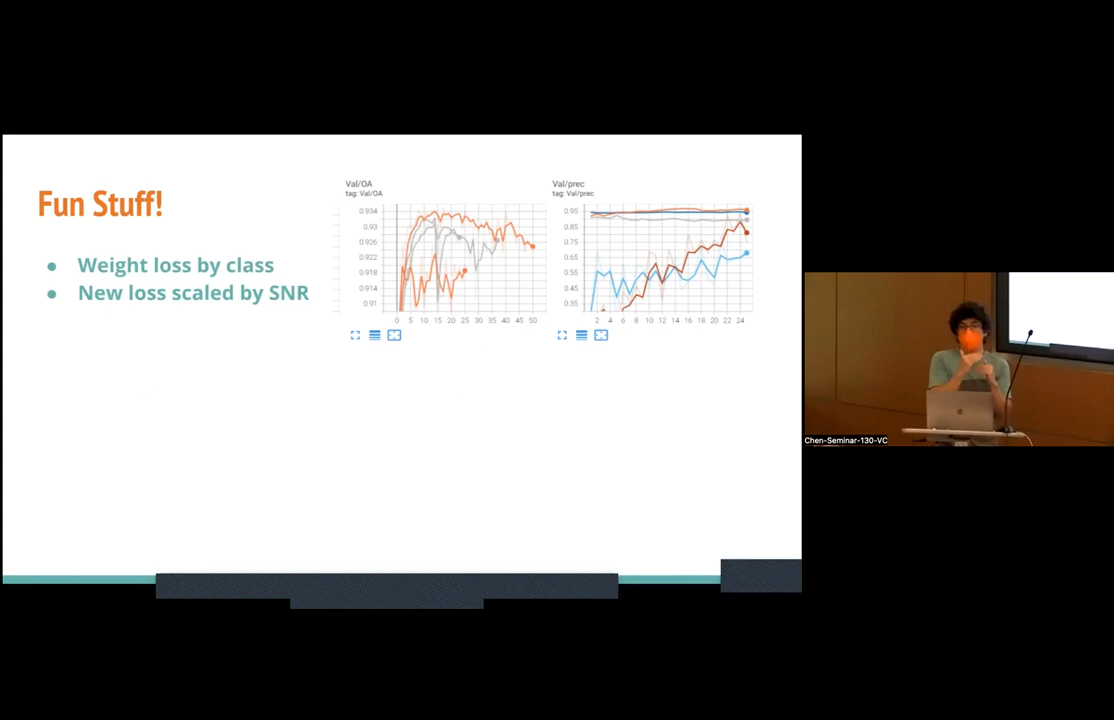 Fun Stuff!
● Weight loss by class
● New loss scaled by SNR
Val/OA
tag: Val/OA
0.934
0.93
0.926
0.922
0.918
0.914
0.91
0 5 10 15 20 25 30 35 40 45 50
Val/prec
tag: Val/prec
0.95
0.85
0.75
0.65
0.55
0.45
0.35
2 4 6 8 10 12 14 16 18 20 22 24
Chen-Seminar-130-VC